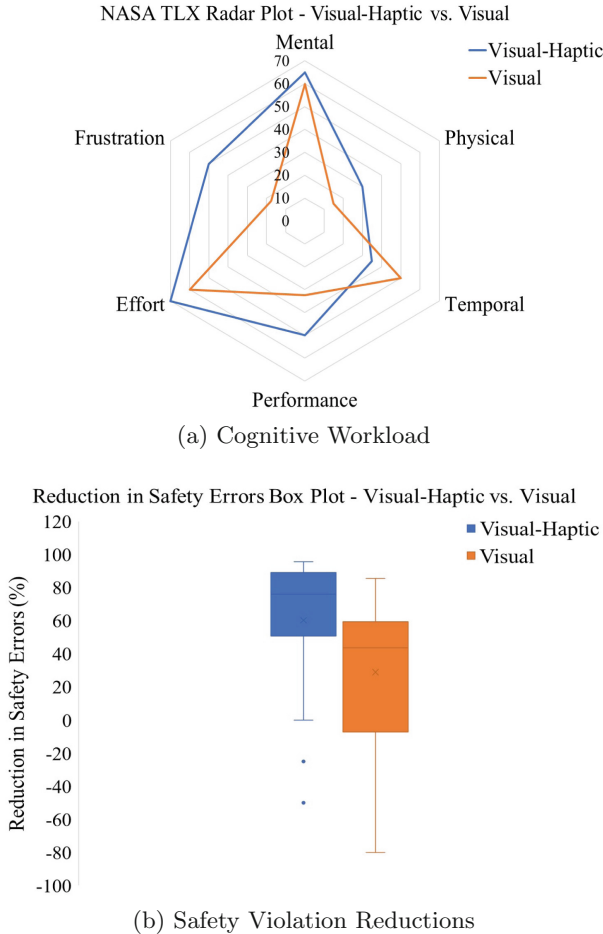 NASA TLX Radar Plot - Visual-Haptic vs. Visual
Mental
Visual-Haptic
Visual
70
60
50
40
30
20
10
0
Frustration
Physical
Effort
Temporal
Performance
(a) Cognitive Workload
Reduction in Safety Errors Box Plot - Visual-Haptic vs. Visual
Visual-Haptic
Visual
Reduction in Safety Errors (%)
120
100
80
60
40
20
0
-20
-40
-60
-80
-100
(b) Safety Violation Reductions